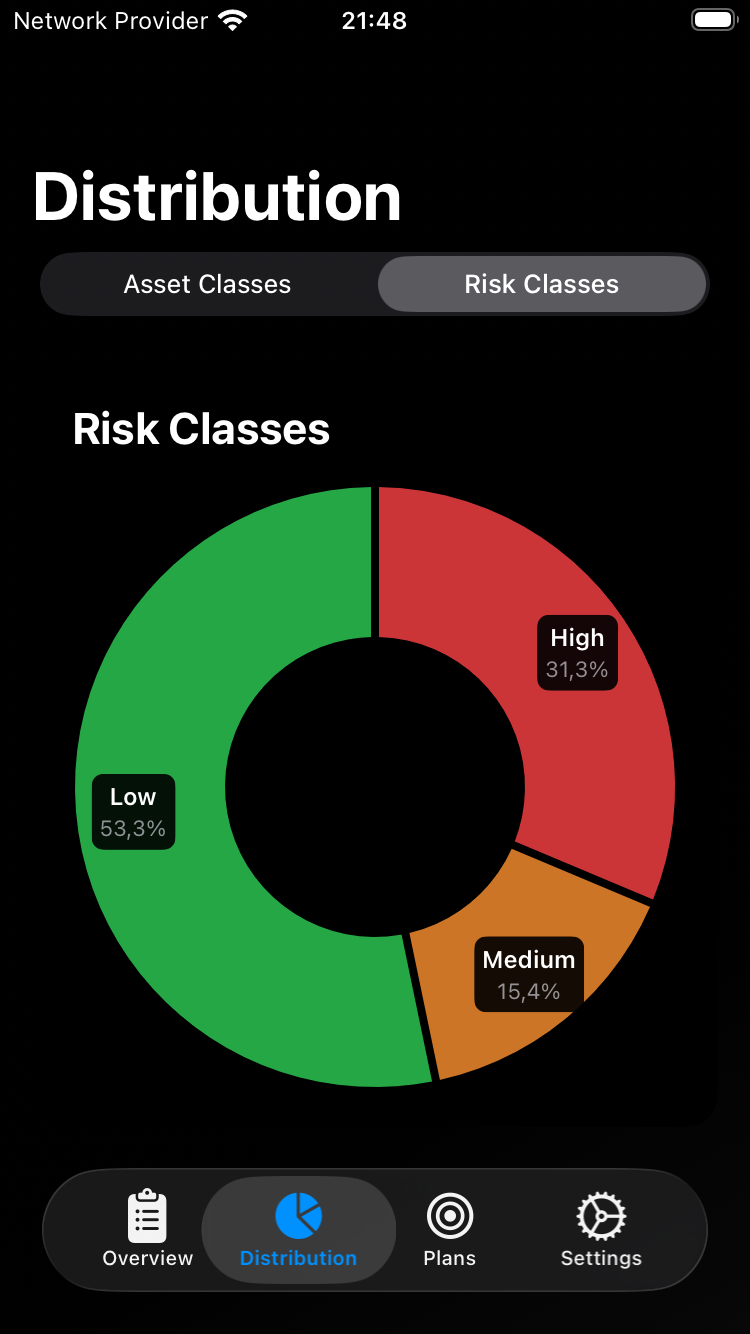 Network Provider 21:48
Distribution
Asset Classes Risk Classes
Risk Classes
High
31,3%
Low
53,3%
Medium
15,4%
Overview Distribution Plans Settings